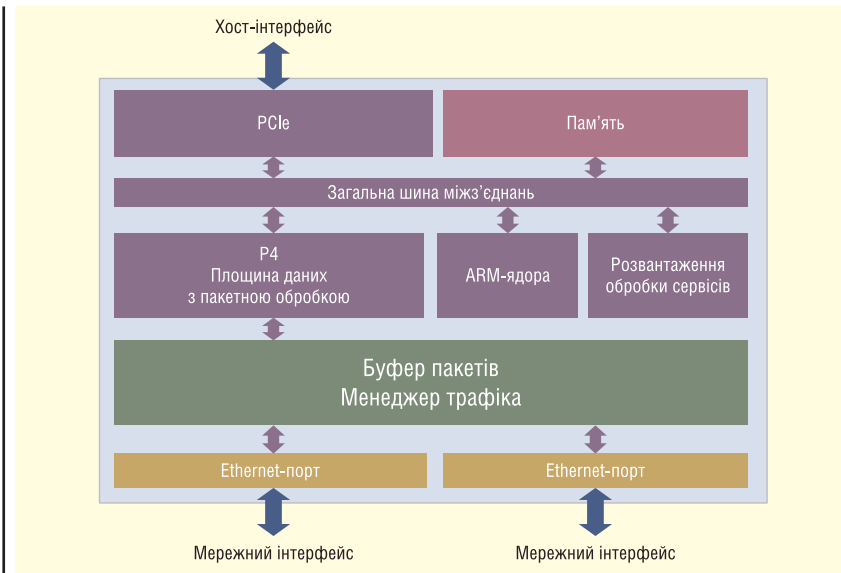 Хост-інтерфейс
PCIe
Пам’ять
Загальна шина міжз’єднань
P4
Площина даних
з пакетною обробкою
ARM-ядора
Розвантаження
обробки сервісів
Буфер пакетів
Менеджер трафіка
Ethernet-порт
Ethernet-порт
Мережний інтерфейс
Мережний інтерфейс